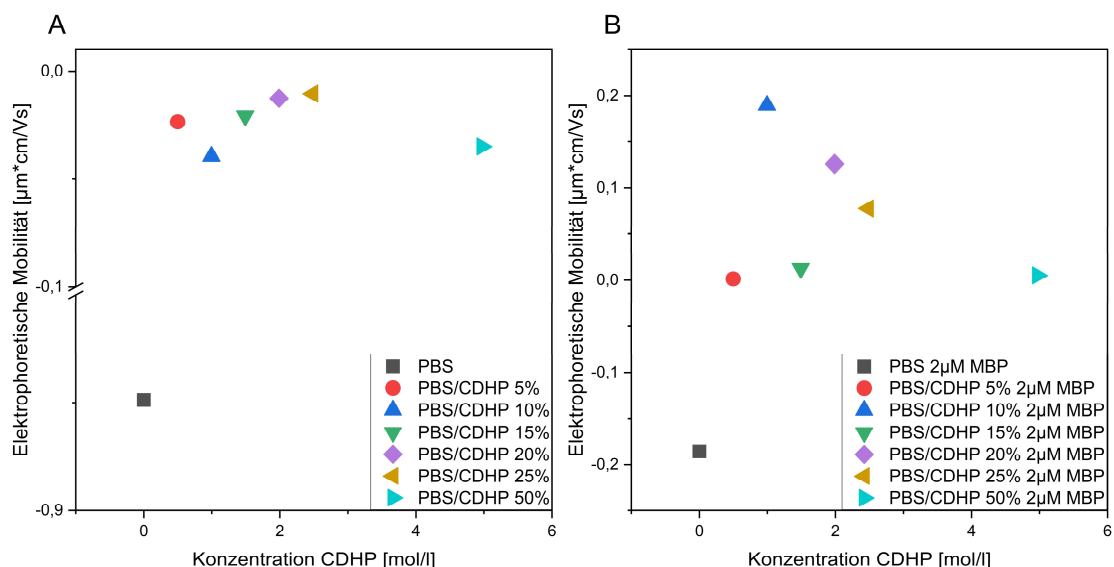 A
Elektrophoretische Mobilität [µm*cm/Vs]
0,0
-0,1
-0,9
0
2
4
6
Konzentration CDHP [mol/l]
PBS
PBS/CDHP 5%
PBS/CDHP 10%
PBS/CDHP 15%
PBS/CDHP 20%
PBS/CDHP 25%
PBS/CDHP 50%
B
Elektrophoretische Mobilität [µm*cm/Vs]
0,2
0,1
0,0
-0,1
-0,2
0
2
4
6
Konzentration CDHP [mol/l]
PBS 2µM MBP
PBS/CDHP 5% 2µM MBP
PBS/CDHP 10% 2µM MBP
PBS/CDHP 15% 2µM MBP
PBS/CDHP 20% 2µM MBP
PBS/CDHP 25% 2µM MBP
PBS/CDHP 50% 2µM MBP